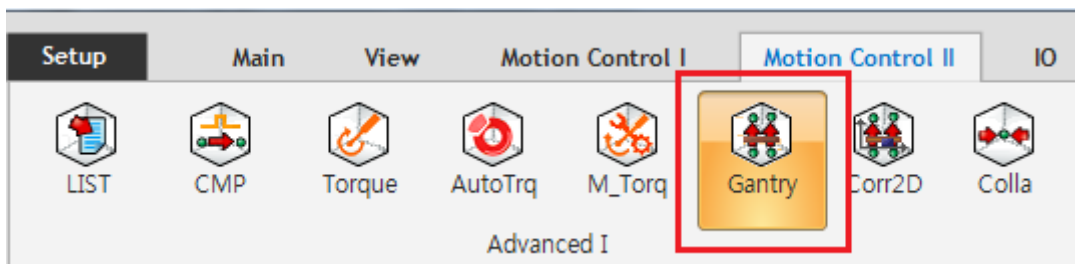 Setup Main View Motion Control I Motion Control II IO
LIST CMP Torque AutoTrq M_Torq Gantry Corr2D Colla
Advanced I